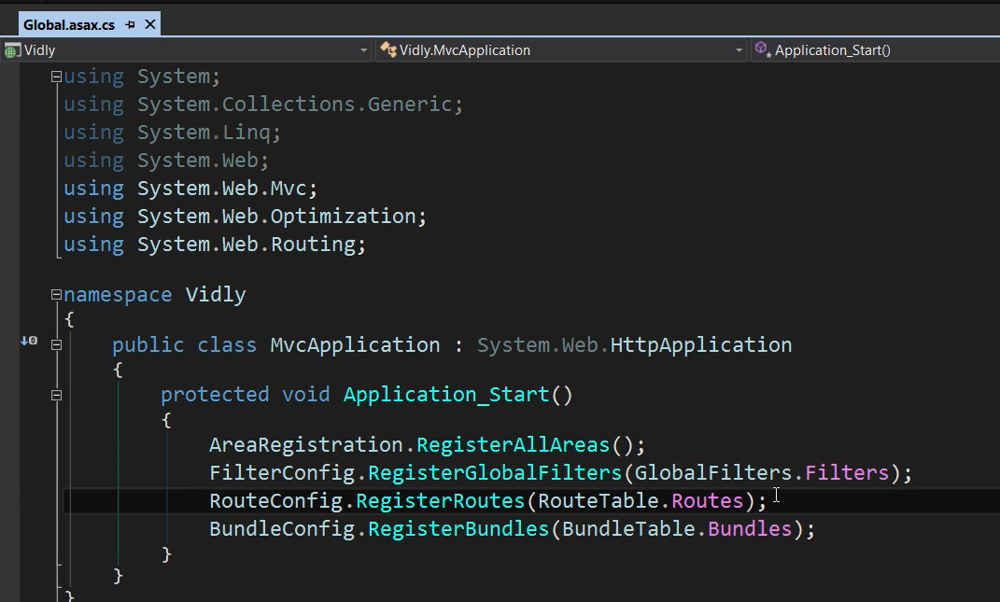 Global.asax.cs
Vidly
Vidly.MvcApplication
Application_Start()
using System;
using System.Collections.Generic;
using System.Linq;
using System.Web;
using System.Web.Mvc;
using System.Web.Optimization;
using System.Web.Routing;
namespace Vidly
{
public class MvcApplication : System.Web.HttpApplication
{
protected void Application_Start()
{
AreaRegistration.RegisterAllAreas();
FilterConfig.RegisterGlobalFilters(GlobalFilters.Filters);
RouteConfig.RegisterRoutes(RouteTable.Routes);
BundleConfig.RegisterBundles(BundleTable.Bundles);
}
}
}